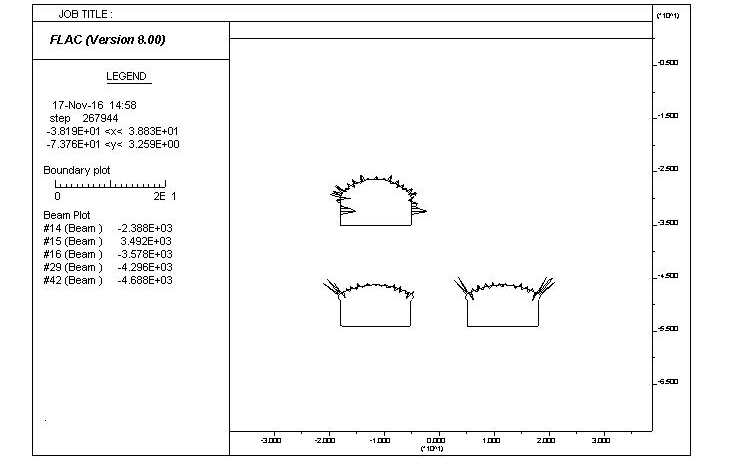 JOB TITLE :
(*10^1)
FLAC (Version 8.00)
LEGEND
17-Nov-16 14:58
step 267944
-3.819E+01 <x< 3.883E+01
-7.376E+01 <y< 3.259E+00
Boundary plot
0 2E 1
Beam Plot
#14 (Beam ) -2.388E+03
#15 (Beam ) 3.492E+03
#16 (Beam ) -3.578E+03
#29 (Beam ) -4.296E+03
#42 (Beam ) -4.688E+03
-0.500
-1.500
-2.500
-3.500
-4.500
-5.500
-6.500
-3.000 -2.000 -1.000 0.000 1.000 2.000 3.000
(*10^1)